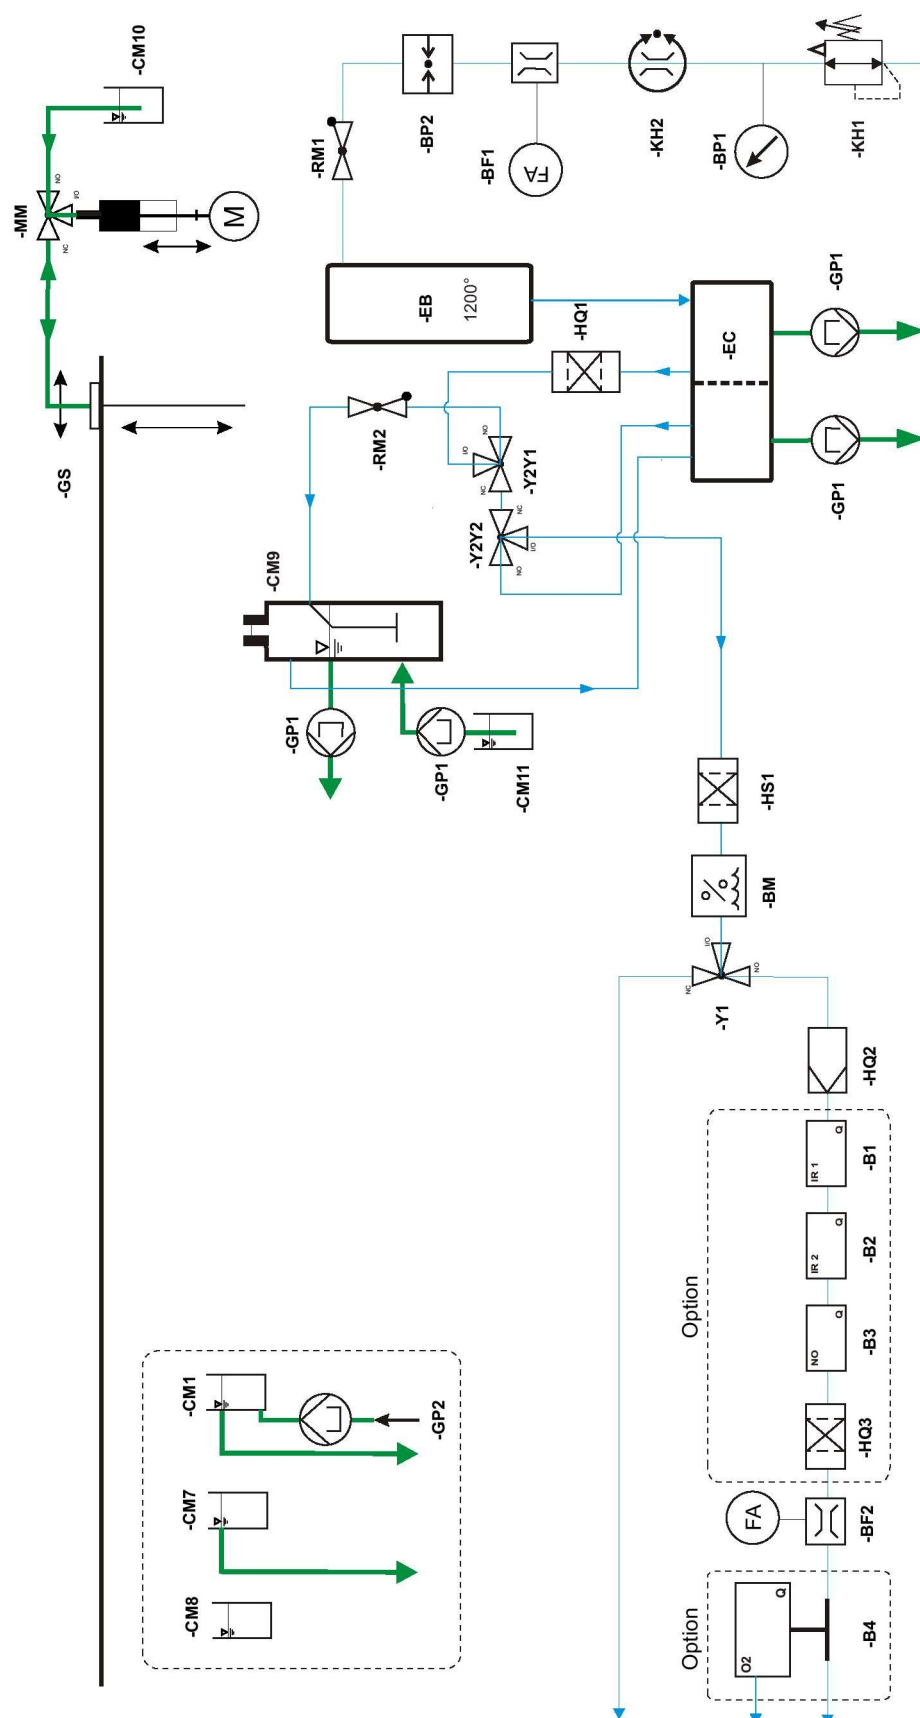 -CM10
-MM
NO
I/O
NC
M
-GS
-RM1
-BP2
-BF1
FA
-KH2
-BP1
-KH1
-EB
1200°
-HQ1
-EC
-GP1
-GP1
-RM2
NO
I/O
NC
-Y2Y1
NC
I/O
NO
-Y2Y2
-CM9
-GP1
-GP1
-CM11
-HS1
-BM
%
I/O
NC
NO
-Y1
-HQ2
Option
IR 1
Q
-B1
IR 2
Q
-B2
NO
Q
-B3
-HQ3
FA
-BF2
Option
O2
Q
-B4
-CM1
-GP2
-CM7
-CM8